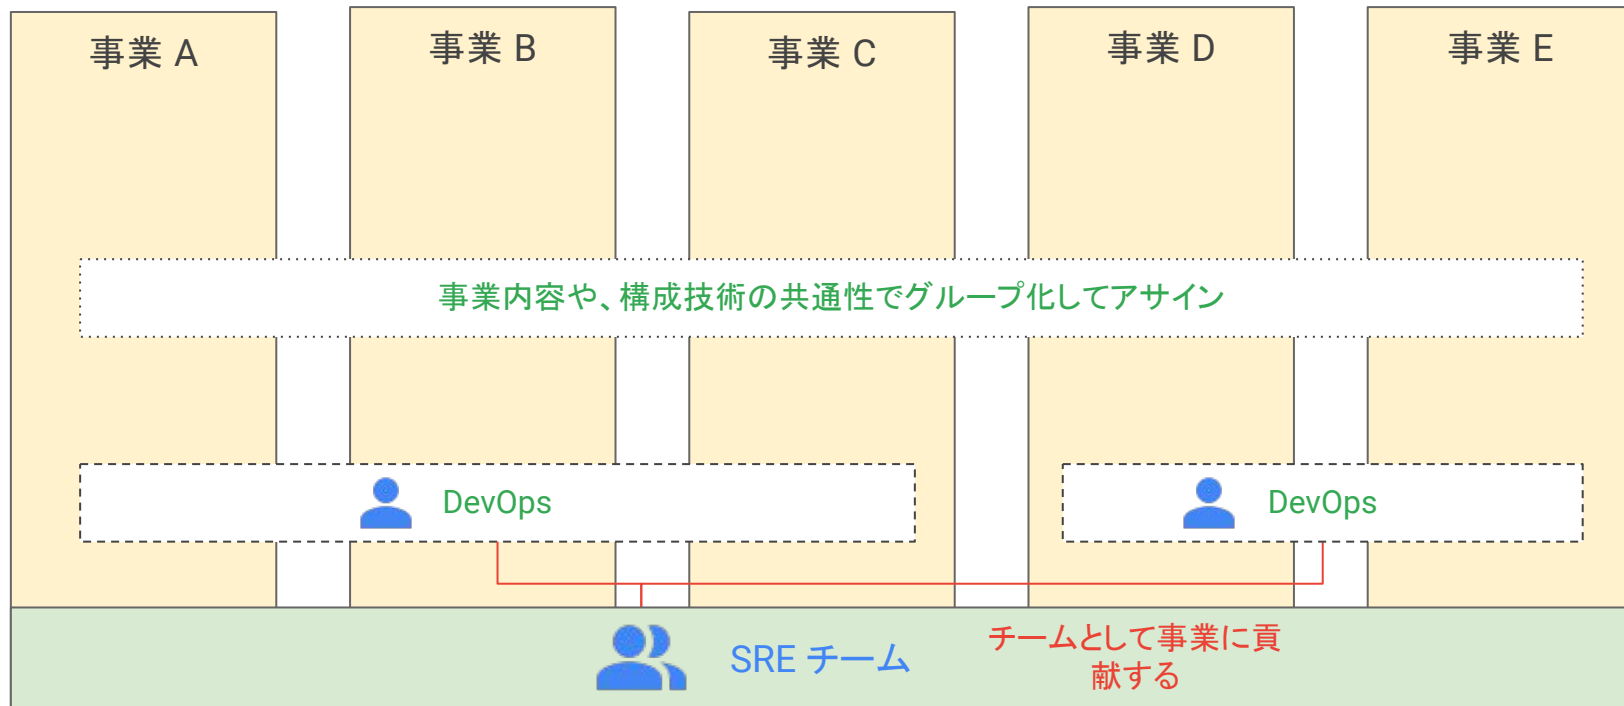 事業 A
事業 B
事業 C
事業 D
事業 E
事業内容や、構成技術の共通性でグループ化してアサイン
DevOps
DevOps
SRE チーム
チームとして事業に貢
献する